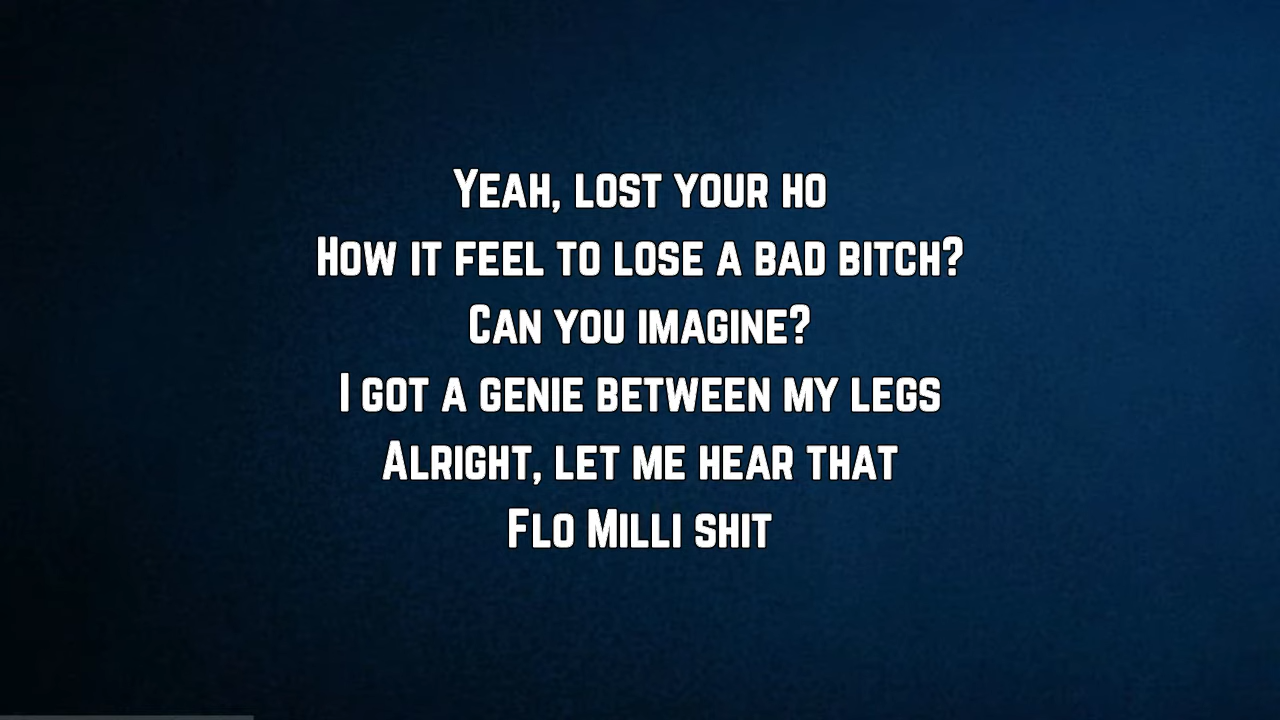 Yeah, lost your ho
How it feel to lose a bad bitch?
Can you imagine?
I got a genie between my legs
Alright, let me hear that
Flo Milli shit